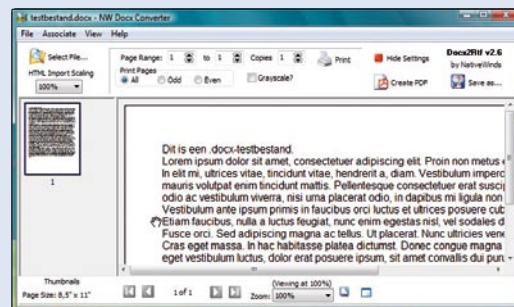 testbestand.docx - NW Docx Converter
File Associate View Help
Select File...
HTML Import Scaling
100%
Page Range: 1 to 1 Copies 1 Print
Print Pages
All Odd Even Grayscale?
Hide Settings
Create PDF
Docx2Rtf v2.6
by NativeWinds
Save as...
1
Dit is een .docx-testbestand.
Lorem ipsum dolor sit amet, consectetuer adipiscing elit. Proin non metus
In elit mi, ultrices vitae, tincidunt vitae, hendrerit a, diam. Vestibulum
mauris volutpat enim tincidunt mattis. Pellentesque consectetuer erat
odio ac vestibulum viverra, nisi urna placerat odio, in dapibus mi ligula non
Vestibulum ante ipsum primis in faucibus orci luctus et ultrices posuere
Etiam faucibus, nulla a luctus feugiat, nunc enim egestas nisl, vel sodales
Fusce orci. Sed adipiscing magna ac tellus. Ut placerat. Nunc ultricies
Cras eget massa. In hac habitasse platea dictumst. Donec congue magna
eget vestibulum luctus, dolor erat posuere ipsum, sit amet convallis dui
Thumbnails
Page Size: 8,5" x 11"
1 of 1
(Viewing at 100%)
Zoom: 100%